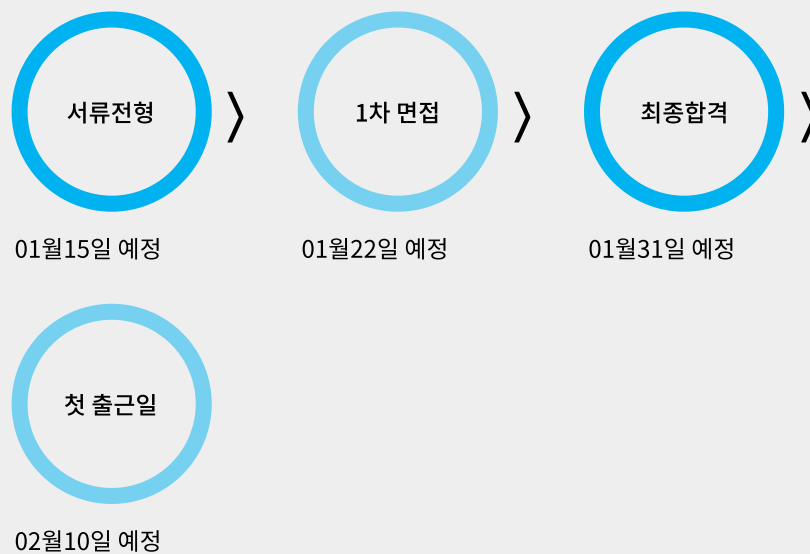 서류전형
01월15일 예정
1차 면접
01월22일 예정
최종합격
01월31일 예정
첫 출근일
02월10일 예정